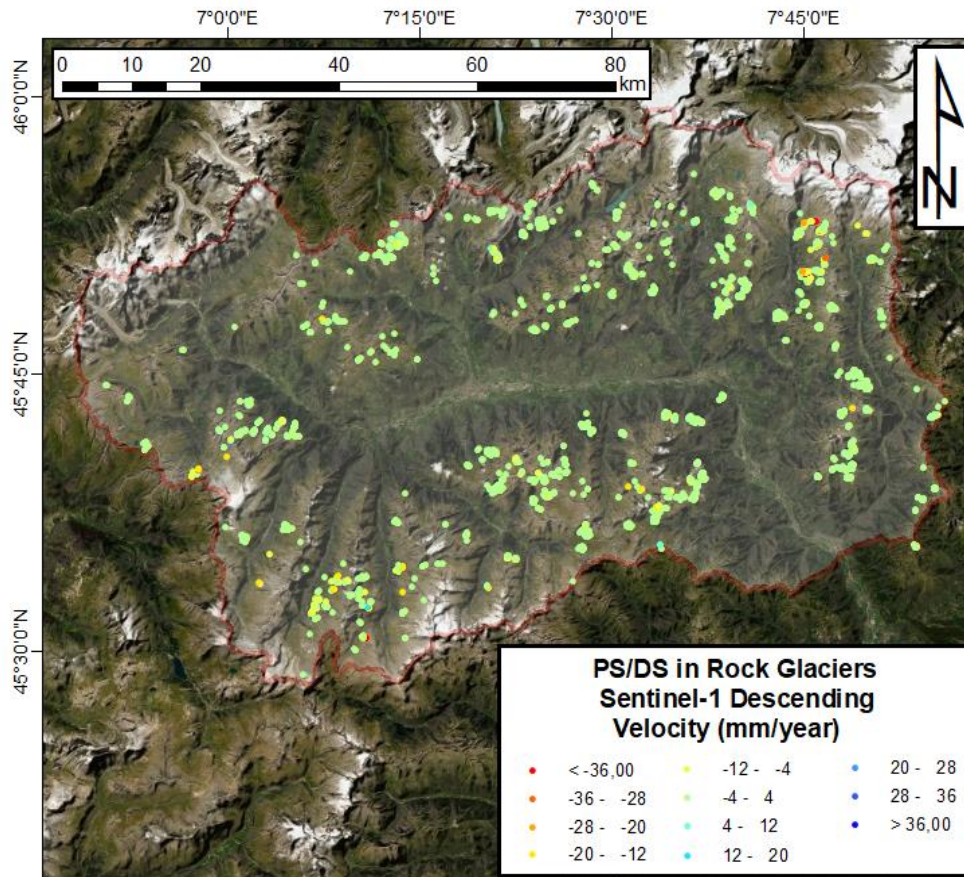 7°0'0"E 7°15'0"E 7°30'0"E 7°45'0"E
0 10 20 40 60 80
km
N
46°0'0"N
45°45'0"N
45°30'0"N
PS/DS in Rock Glaciers
Sentinel-1 Descending
Velocity (mm/year)
< -36,00 -12 - -4 20 - 28
-36 - -28 -4 - 4 28 - 36
-28 - -20 4 - 12 > 36,00
-20 - -12 12 - 20